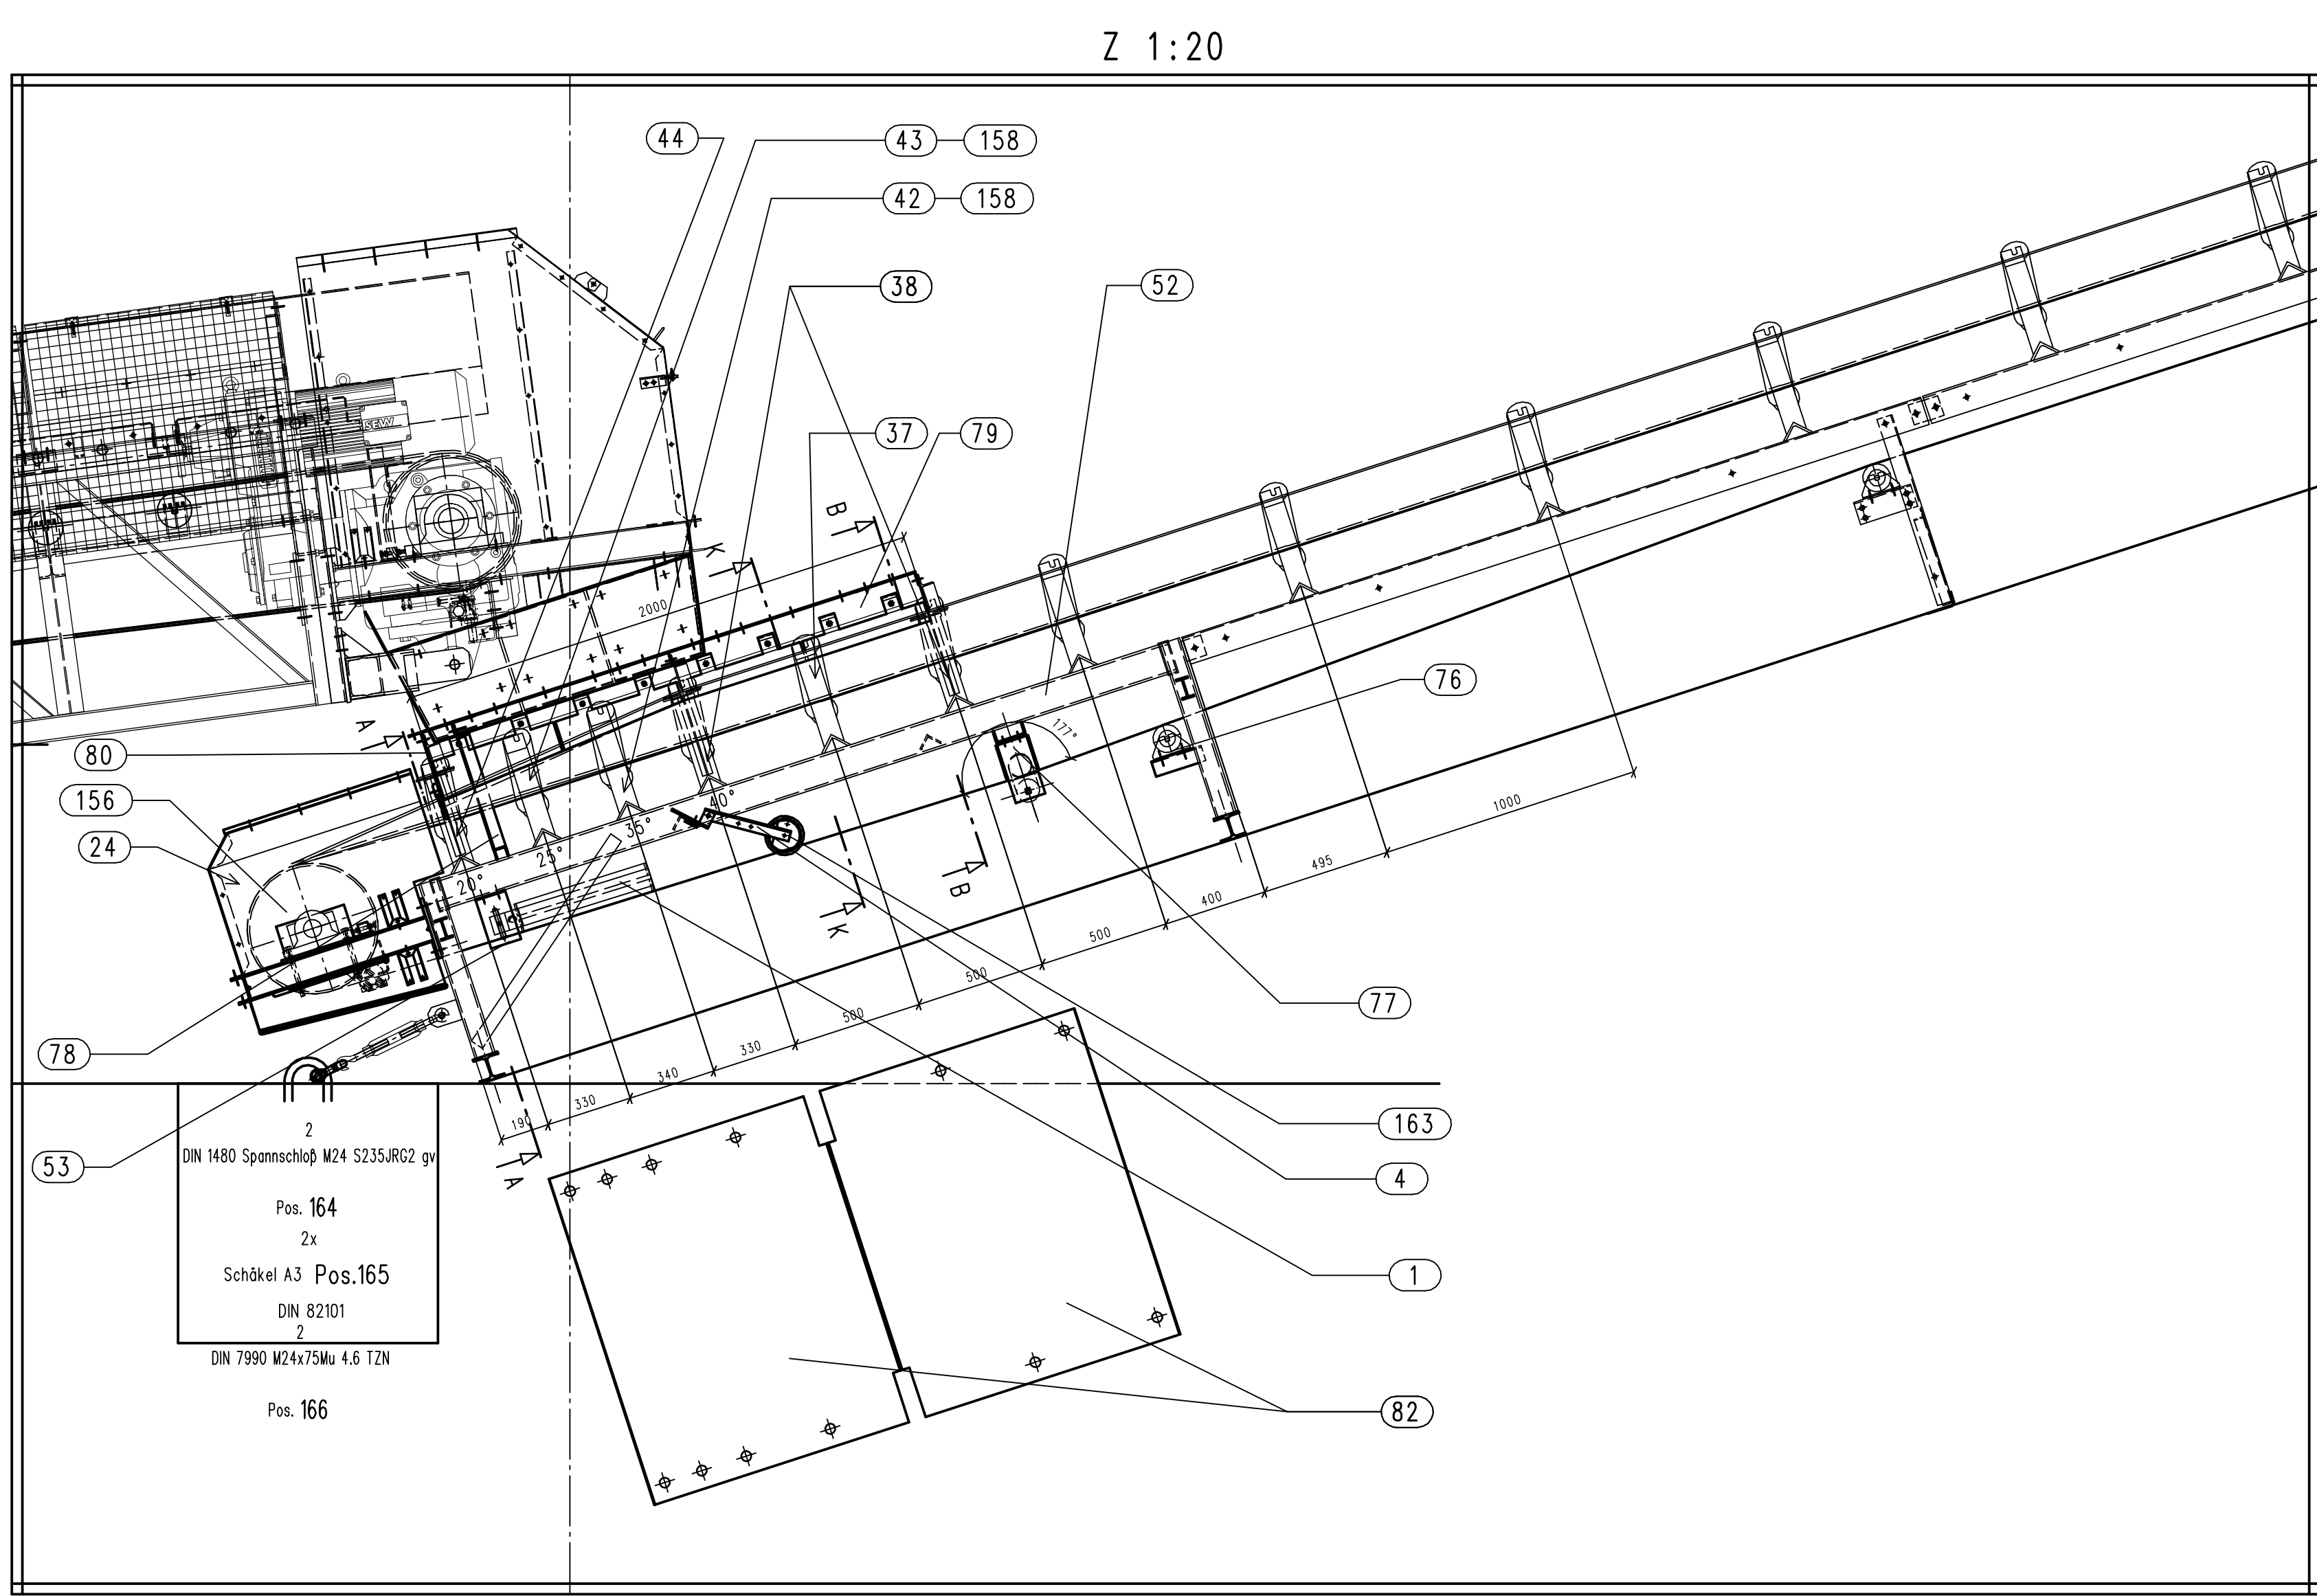 Z 1:20
44
43
158
42
158
38
52
SEW
37
79
B
K
2000
76
A
80
177°
156
40°
1000
35°
24
25°
495
20°
B
400
K
500
500
77
78
500
330
340
330
190
163
2
DIN 1480 Spannschloß M24 S235JRG2 gv
53
A
4
Pos. 164
2x
Schäkel A3 Pos.165
1
DIN 82101
2
DIN 7990 M24x75Mu 4.6 TZN
Pos. 166
82